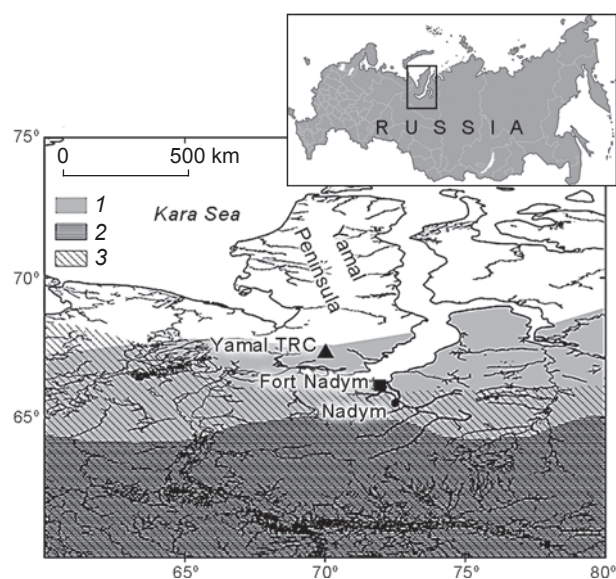 RUSSIA
75°
0 500 km
1
Kara Sea
2
3
Yamal
Peninsula
70°
Yamal TRC
Fort Nadym
Nadym
65°
65° 70° 75° 80°